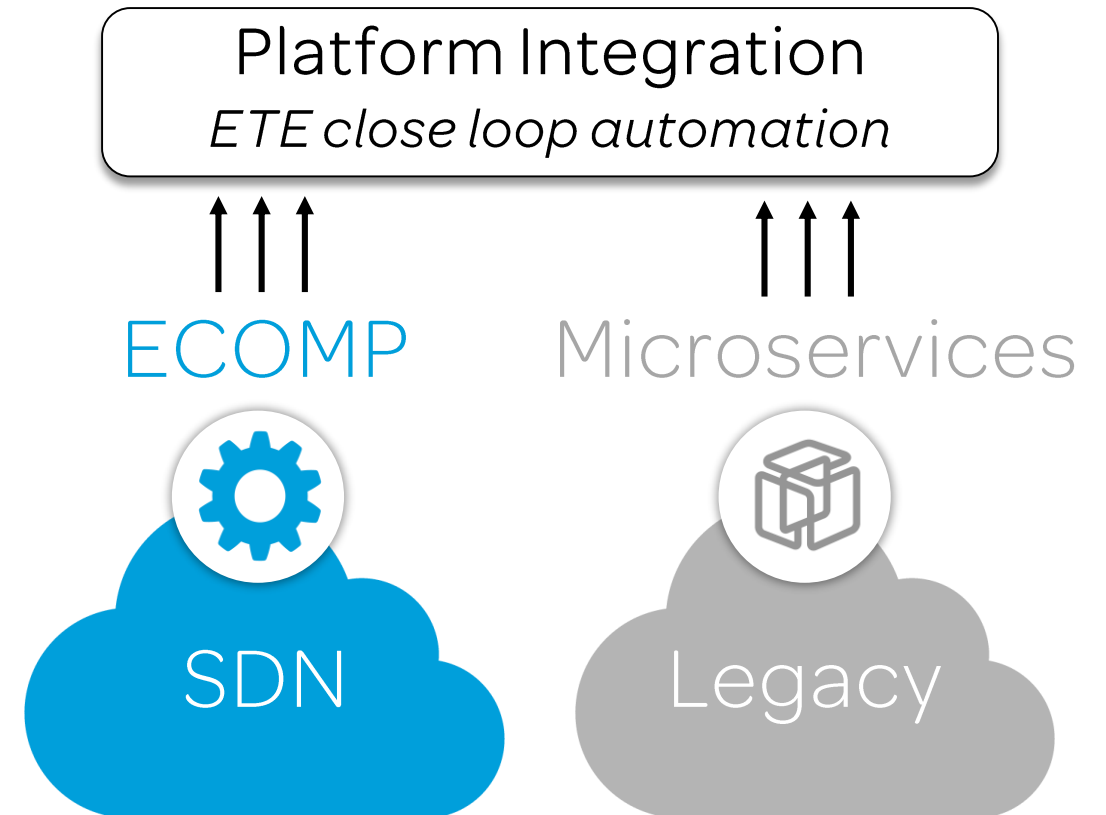 Platform Integration
ETE close loop automation
ECOMP
Microservices
SDN
Legacy